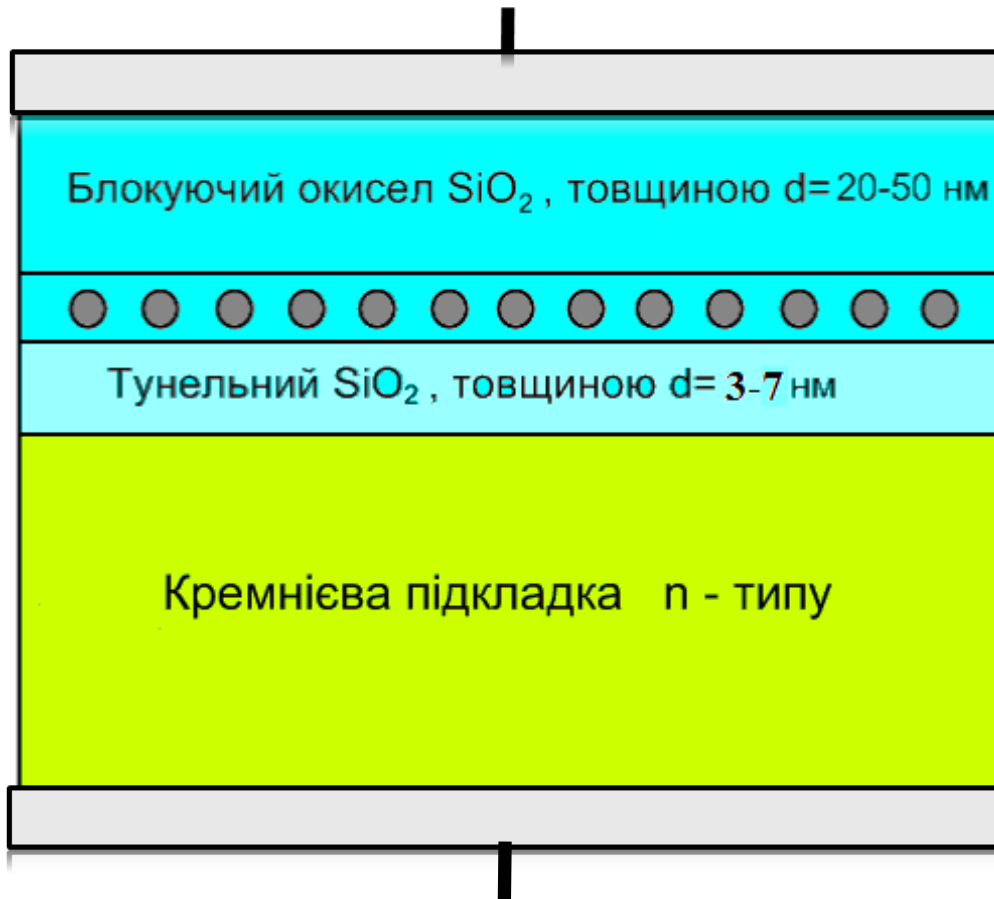 Блокуючий окисел SiO₂ , товщиною d= 20-50 нм
Тунельний SiO₂ , товщиною d= 3-7 нм
Кремнієва підкладка n - типу